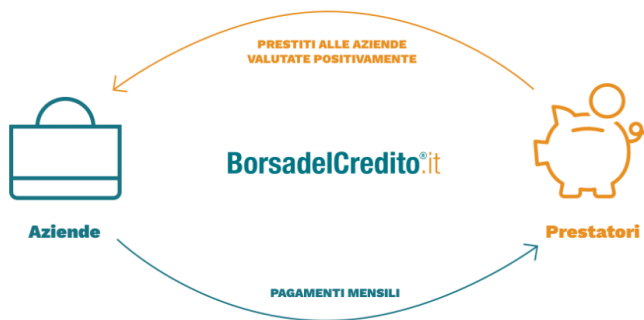 PRESTITI ALLE AZIENDE
VALUTATE POSITIVAMENTE
BorsadelCredito®.it
Aziende
Prestatori
PAGAMENTI MENSILI